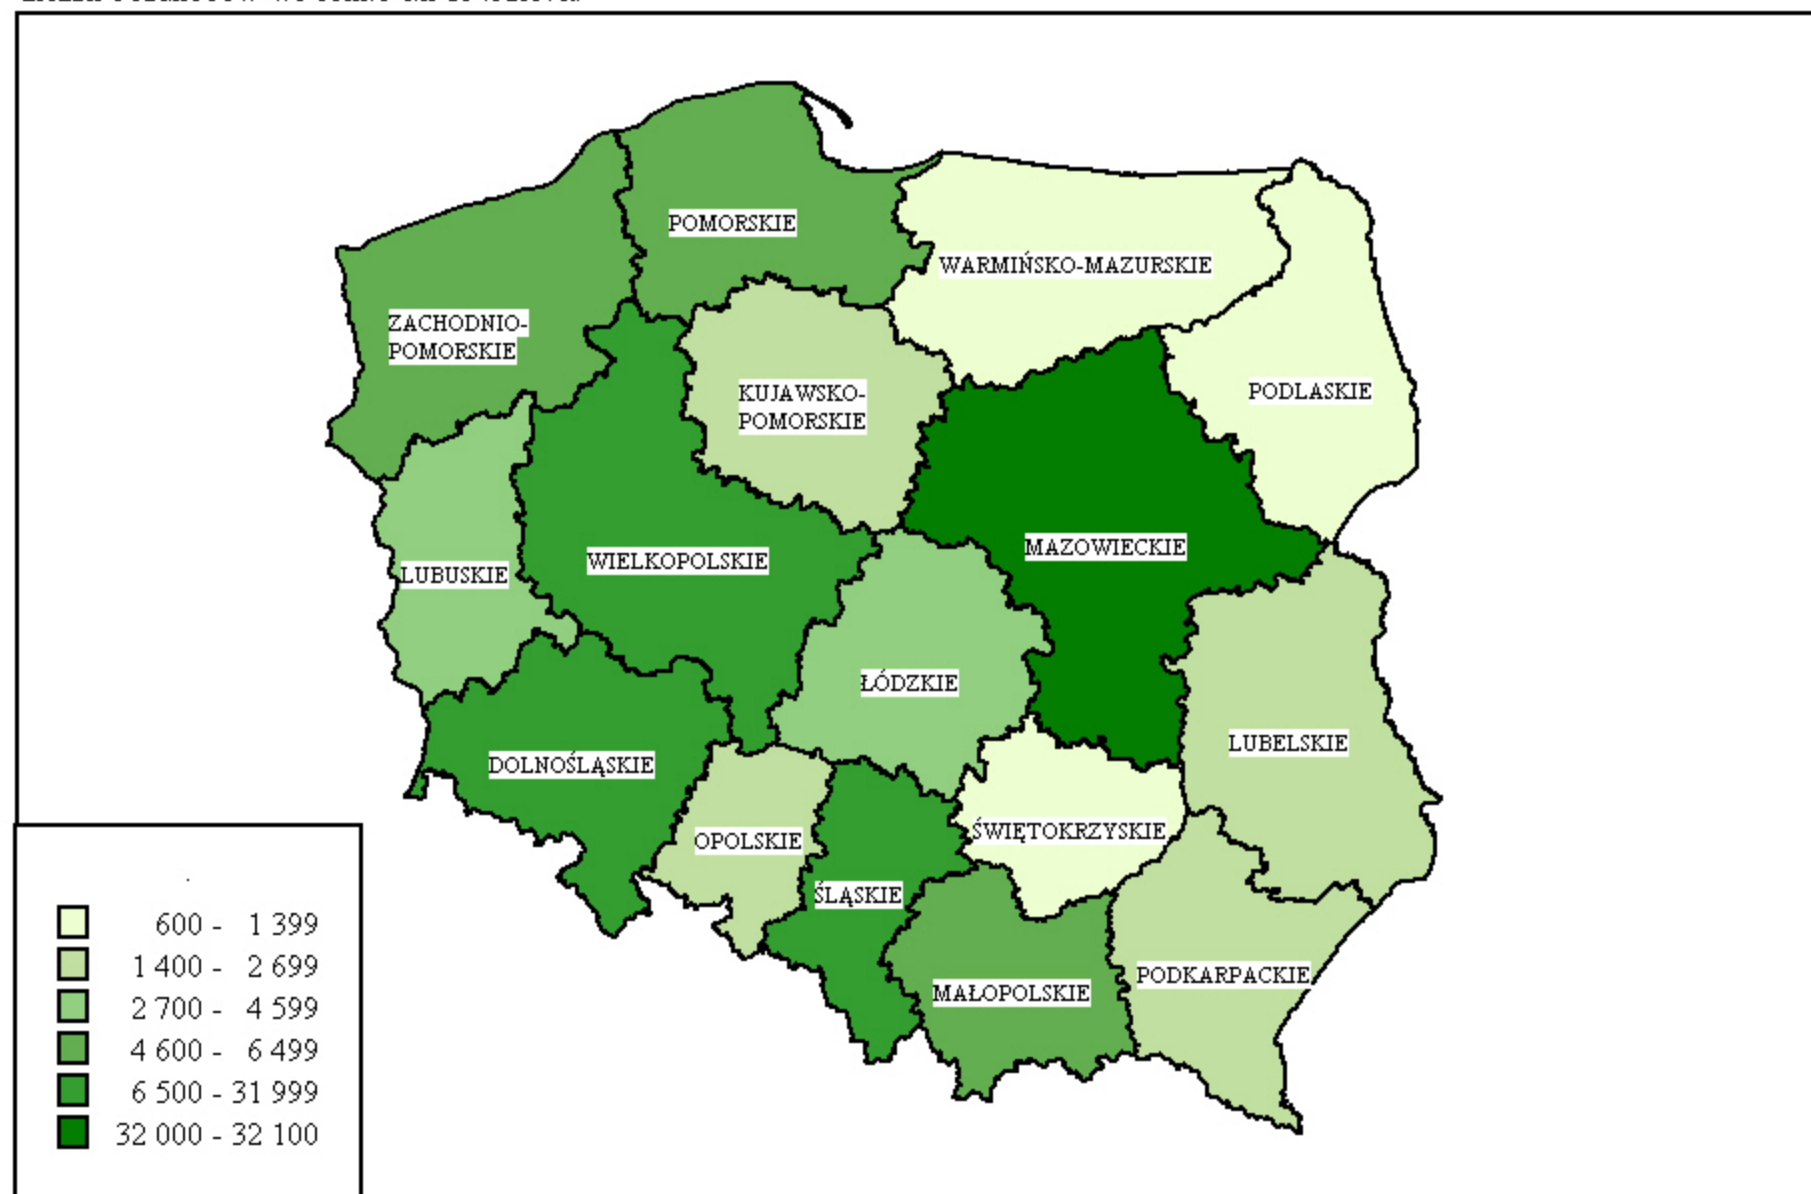 POMORSKIE
WARMIŃSKO-MAZURSKIE
ZACHODNIO-
POMORSKIE
KUJAWSKO-
POMORSKIE
PODLASKIE
MAZOWIECKIE
WIELKOPOLSKIE
LUBUSKIE
ŁÓDZKIE
LUBELSKIE
DOLNOŚLĄSKIE
OPOLSKIE
ŚWIĘTOKRZYSKIE
ŚLĄSKIE
PODKARPACKIE
MAŁOPOLSKIE
600 - 1 399
1 400 - 2 699
2 700 - 4 599
4 600 - 6 499
6 500 - 31 999
32 000 - 32 100